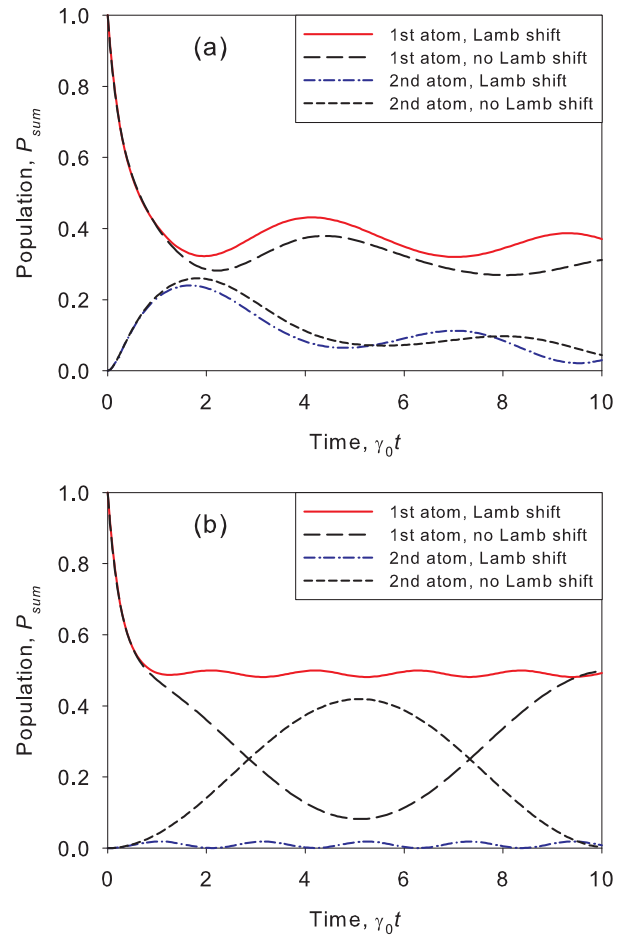 (a)
1st atom, Lamb shift
1st atom, no Lamb shift
2nd atom, Lamb shift
2nd atom, no Lamb shift
Population, P_sum
1.0
0.8
0.6
0.4
0.2
0.0
0 2 4 6 8 10
Time, γ₀t
(b)
1st atom, Lamb shift
1st atom, no Lamb shift
2nd atom, Lamb shift
2nd atom, no Lamb shift
Population, P_sum
1.0
0.8
0.6
0.4
0.2
0.0
0 2 4 6 8 10
Time, γ₀t